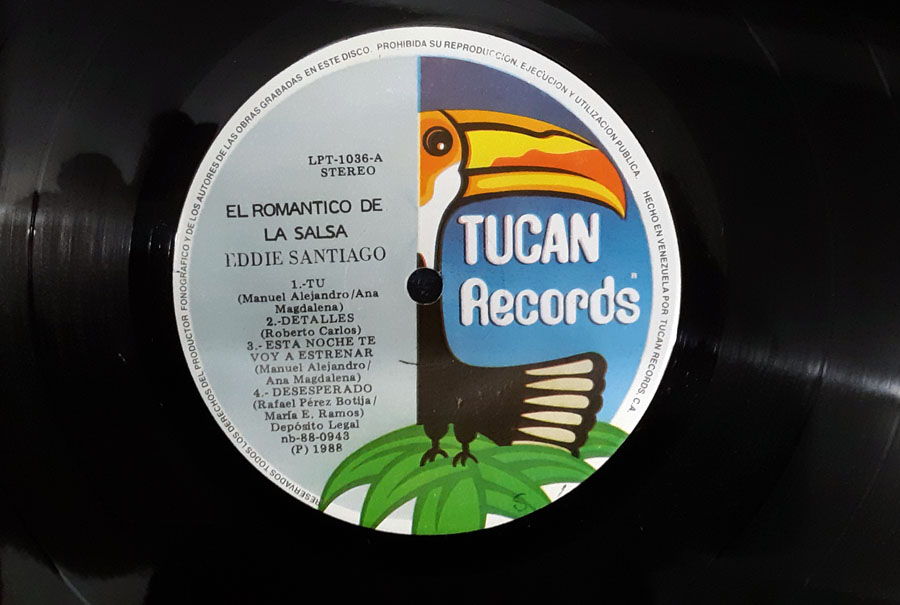 RESERVADOS TODOS LOS DERECHOS DEL PRODUCTOR FONOGRAFICO Y DE LOS AUTORES DE LAS OBRAS GRABADAS EN ESTE DISCO. PROHIBIDA SU REPRODUCCION, EJECUCION Y UTILIZACION PUBLICA.
HECHO EN VENEZUELA POR TUCAN RECORDS C.A.
LPT-1036-A
STEREO
EL ROMANTICO DE
LA SALSA
EDDIE SANTIAGO
1.-TU
(Manuel Alejandro/Ana
Magdalena)
2.-DETALLES
(Roberto Carlos)
3.-ESTA NOCHE TE
VOY A ESTRENAR
(Manuel Alejandro/
Ana Magdalena)
4.- DESESPERADO
(Rafael Pérez Botija/
María E. Ramos)
Depósito Legal
nb-88-0943
(P) 1988
TUCAN
Records